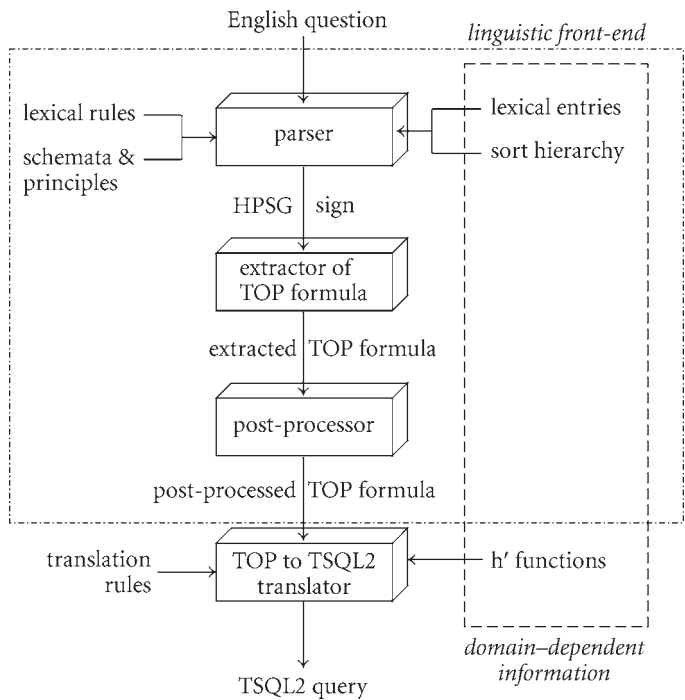 English question
linguistic front-end
lexical rules
schemata &
principles
parser
lexical entries
sort hierarchy
HPSG sign
extractor of
TOP formula
extracted TOP formula
post-processor
post-processed TOP formula
translation
rules
TOP to TSQL2
translator
h′ functions
domain–dependent
information
TSQL2 query